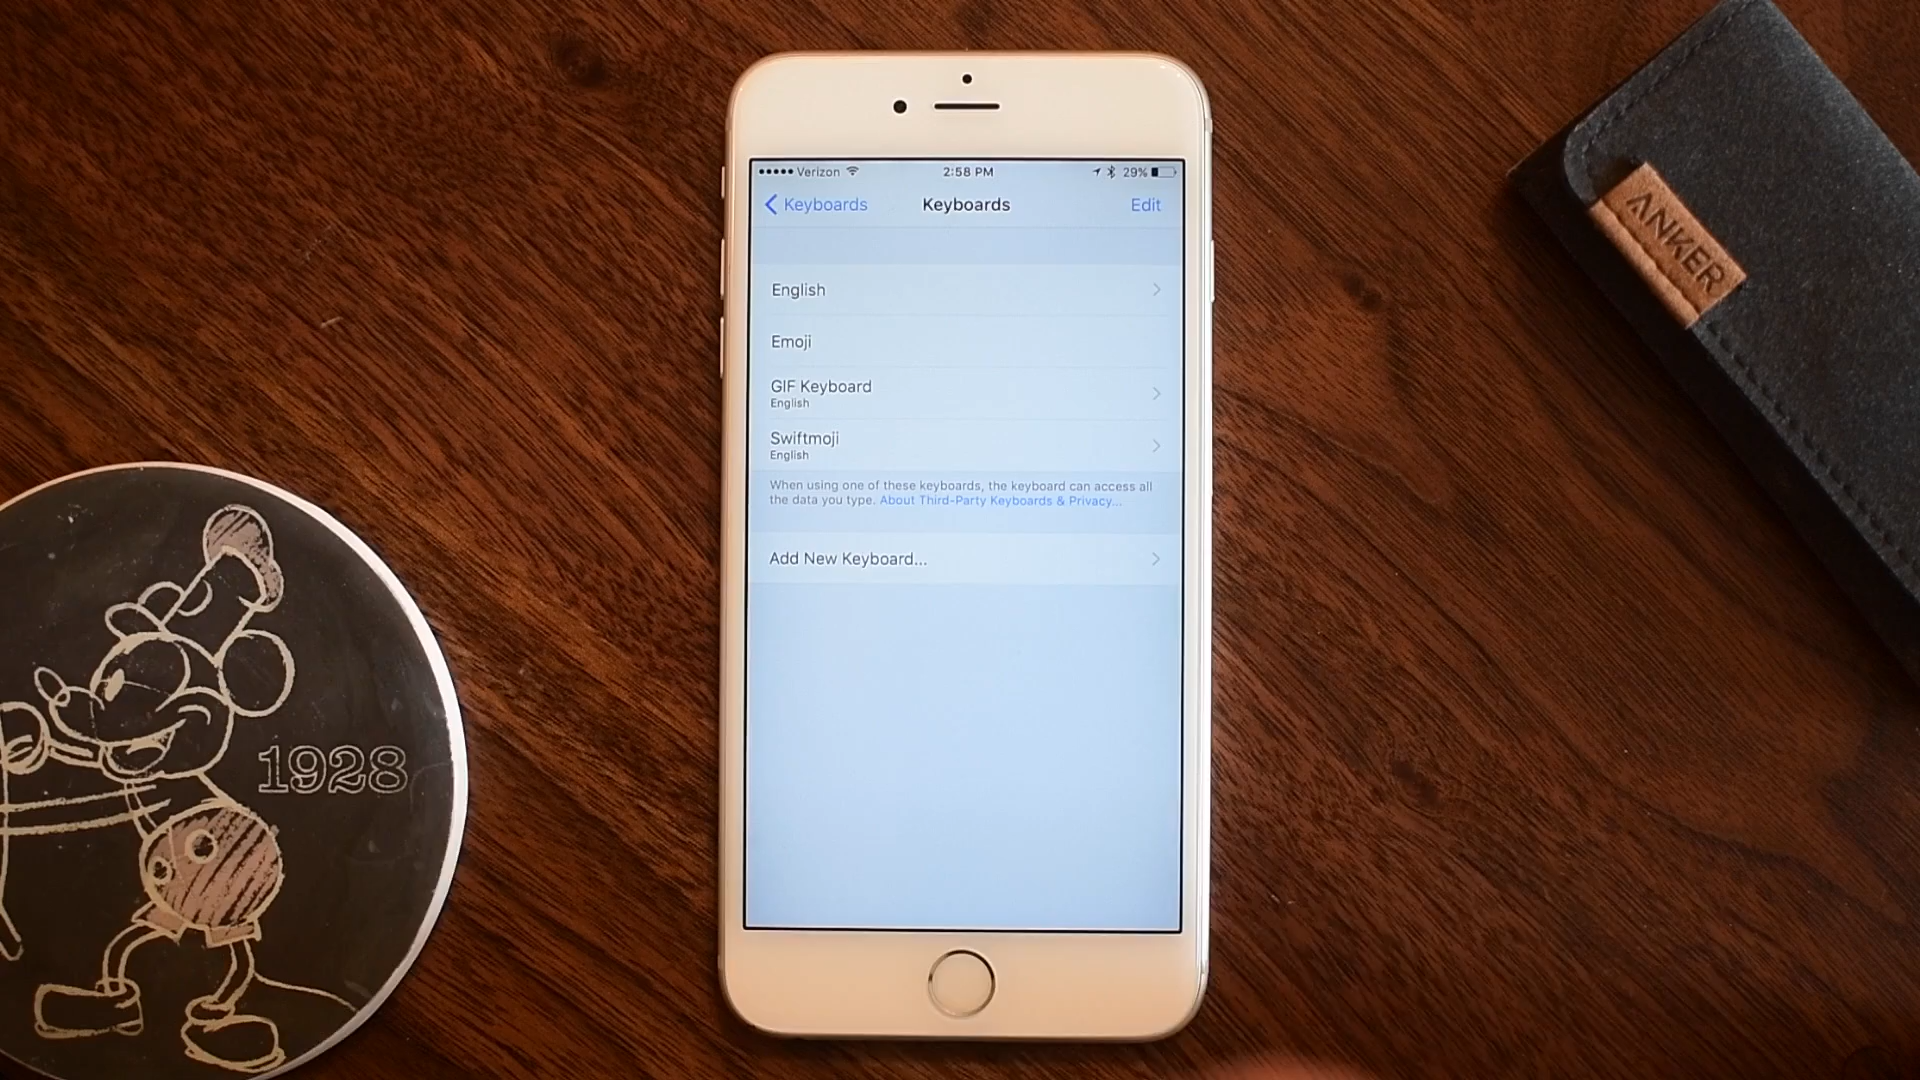 Verizon 2:58 PM 29%
Keyboards Keyboards Edit
English
Emoji
GIF Keyboard
English
Swiftmoji
English
When using one of these keyboards, the keyboard can access all
the data you type. About Third-Party Keyboards & Privacy...
Add New Keyboard...
ANKER
1928